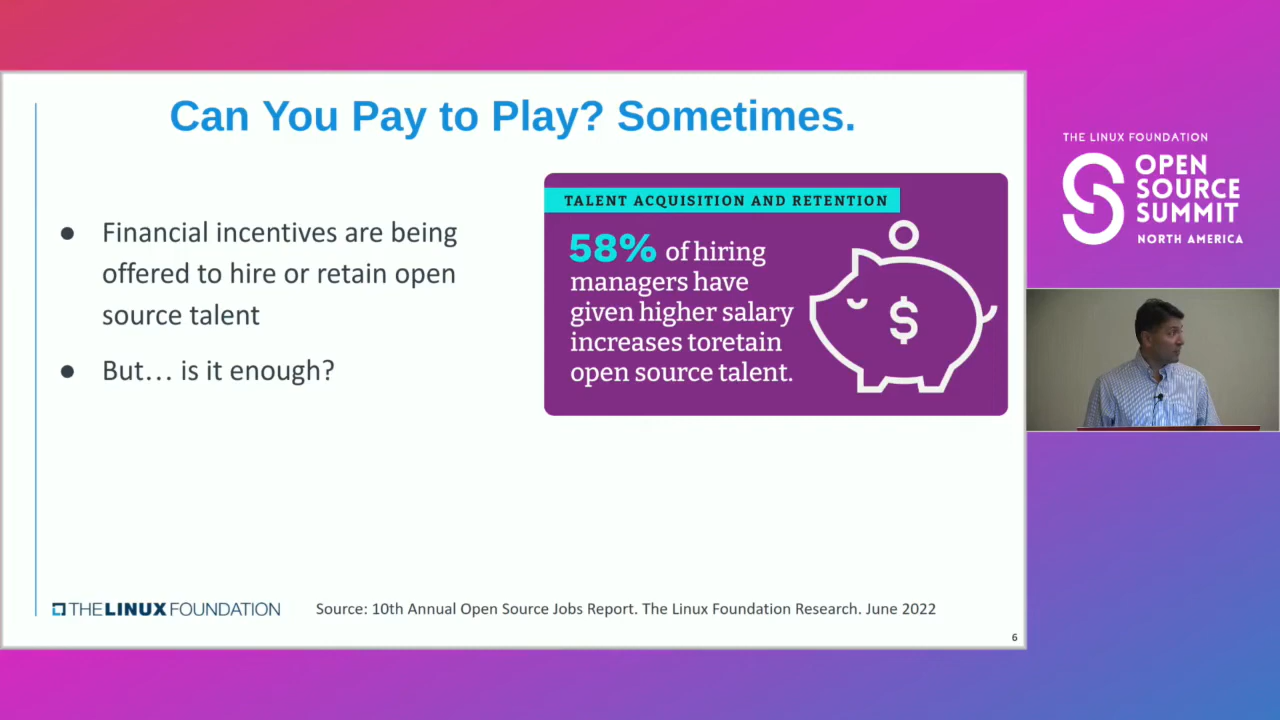 Can You Pay to Play? Sometimes.
● Financial incentives are being
offered to hire or retain open
source talent
● But… is it enough?
TALENT ACQUISITION AND RETENTION
58% of hiring
managers have
given higher salary
increases toretain
open source talent.
$
THE LINUX FOUNDATION
Source: 10th Annual Open Source Jobs Report. The Linux Foundation Research. June 2022
6
THE LINUX FOUNDATION
OPEN
SOURCE
SUMMIT
NORTH AMERICA